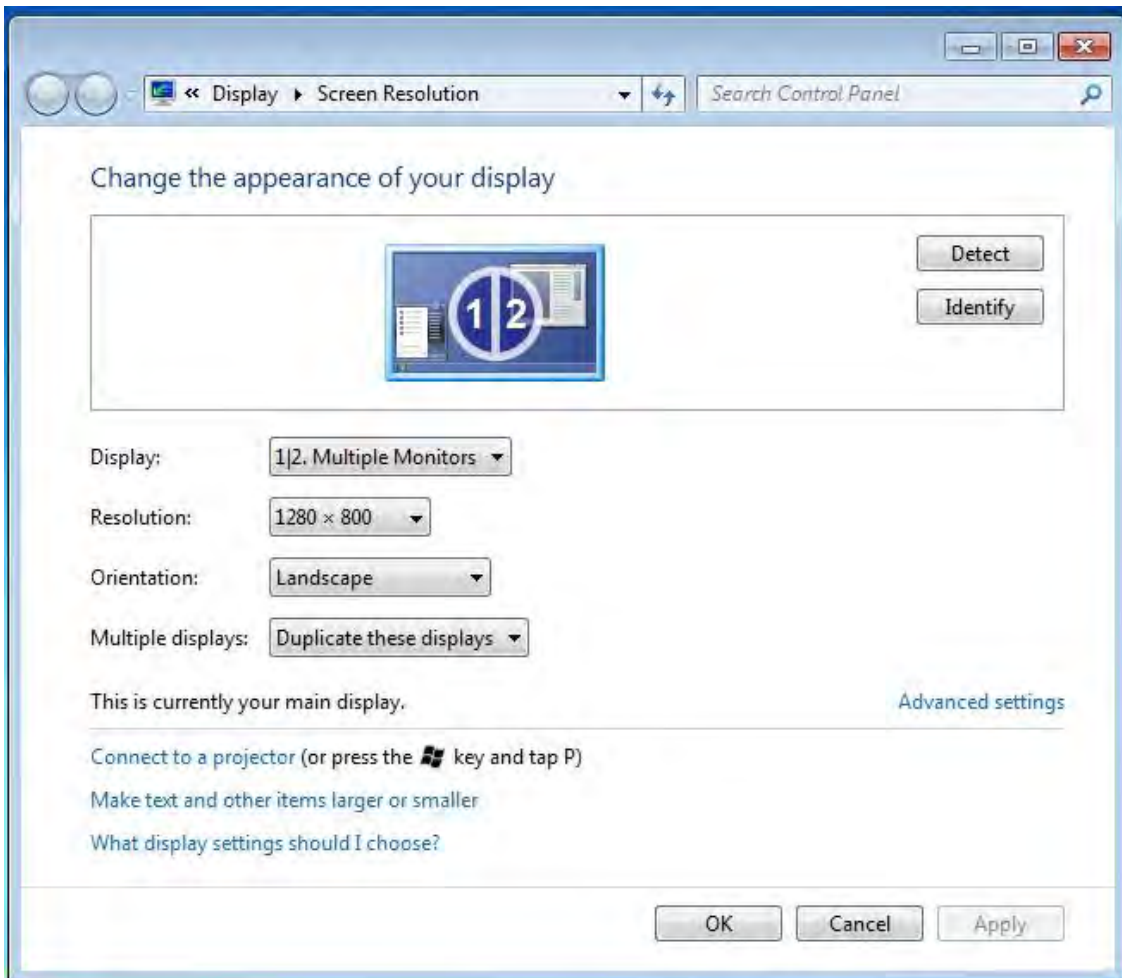 « Display ▸ Screen Resolution
Search Control Panel
Change the appearance of your display
1 2
Detect
Identify
Display: 1|2. Multiple Monitors
Resolution: 1280 × 800
Orientation: Landscape
Multiple displays: Duplicate these displays
This is currently your main display. Advanced settings
Connect to a projector (or press the key and tap P)
Make text and other items larger or smaller
What display settings should I choose?
OK Cancel Apply